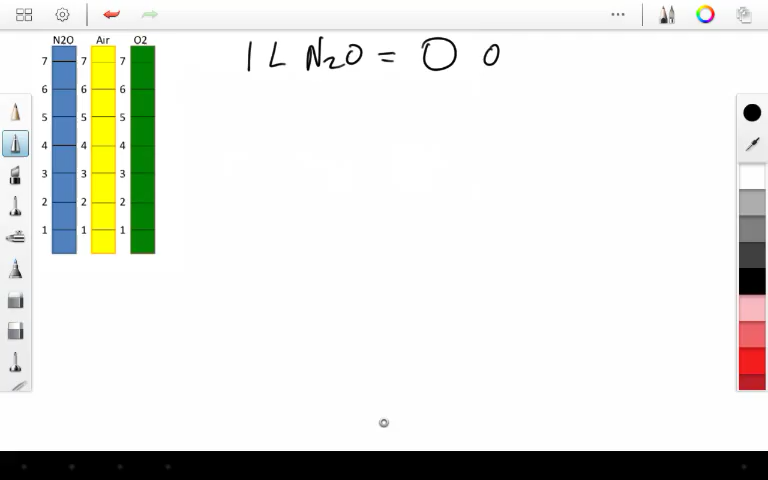 N2O Air O2
7 7 7
6 6 6
5 5 5
4 4 4
3 3 3
2 2 2
1 1 1
1 L N2O = O O